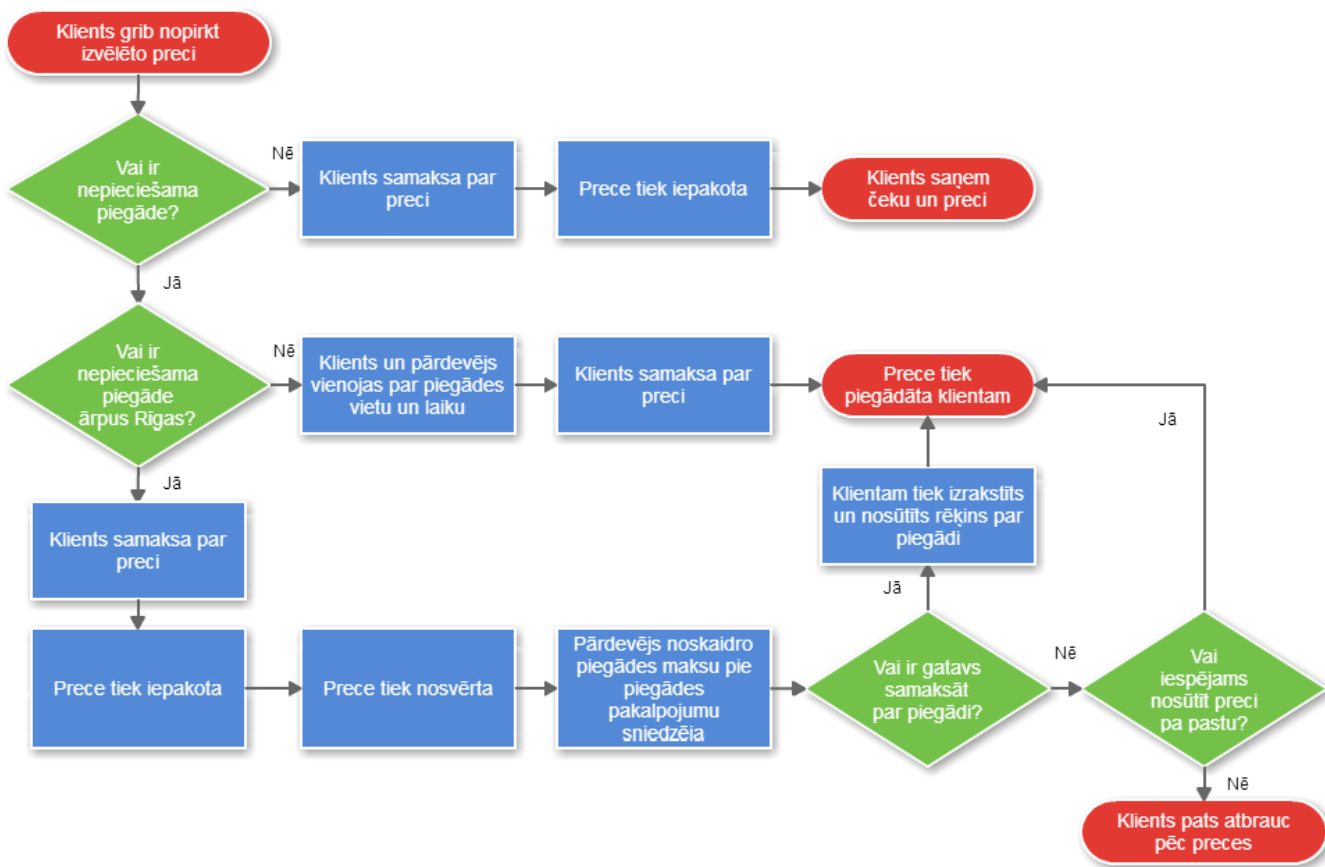 Klients grib nopirkt
izvēlēto preci
Vai ir
nepieciešama
piegāde?
Nē
Klients samaksa par
preci
Prece tiek iepakota
Klients saņem
čeku un preci
Jā
Vai ir
nepieciešama
piegāde
ārpus Rīgas?
Nē
Klients un pārdevējs
vienojas par piegādes
vietu un laiku
Klients samaksa par
preci
Prece tiek
piegādāta klientam
Jā
Jā
Klients samaksa par
preci
Klientam tiek izrakstīts
un nosūtīts rēķins par
piegādi
Jā
Prece tiek iepakota
Prece tiek nosvērta
Pārdevējs noskaidro
piegādes maksu pie
piegādes
pakalpojumu
sniedzēja
Vai ir gatavs
samaksāt
par piegādi?
Nē
Vai
iespējams
nosūtīt preci
pa pastu?
Nē
Klients pats atbrauc
pēc preces